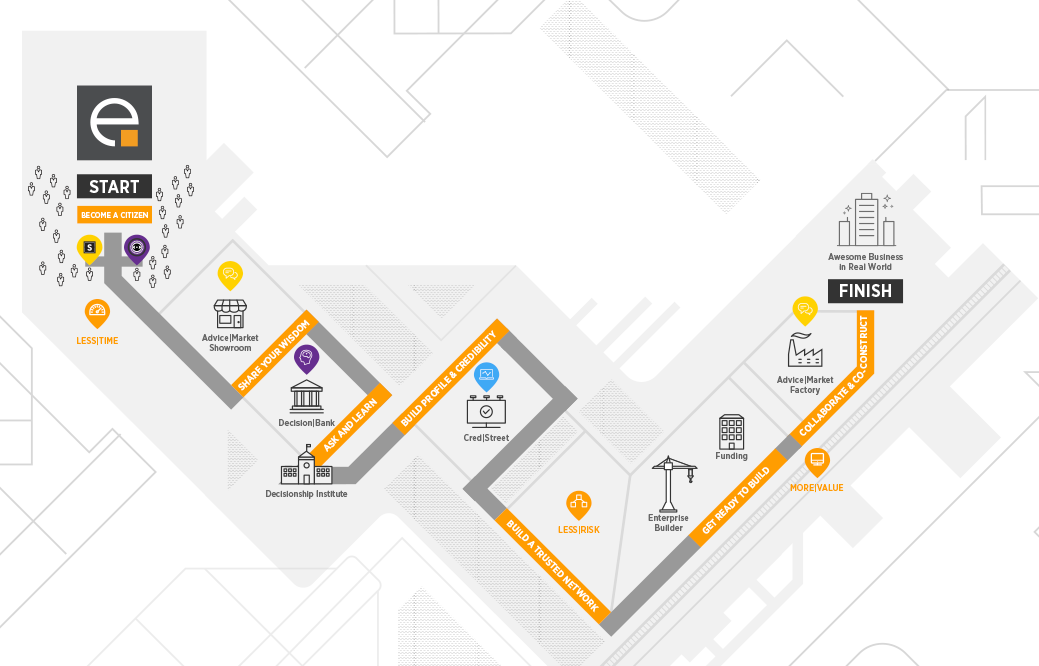 e
START
BECOME A CITIZEN
S
LESS|TIME
Advice|Market
Showroom
SHARE YOUR WISDOM
Decision|Bank
ASK AND LEARN
Decisionship Institute
BUILD PROFILE & CREDIBILITY
Cred|Street
BUILD A TRUSTED NETWORK
LESS|RISK
Enterprise
Builder
Funding
GET READY TO BUILD
MORE|VALUE
COLLABORATE & CO-CONSTRUCT
Advice|Market
Factory
Awesome Business
in Real World
FINISH